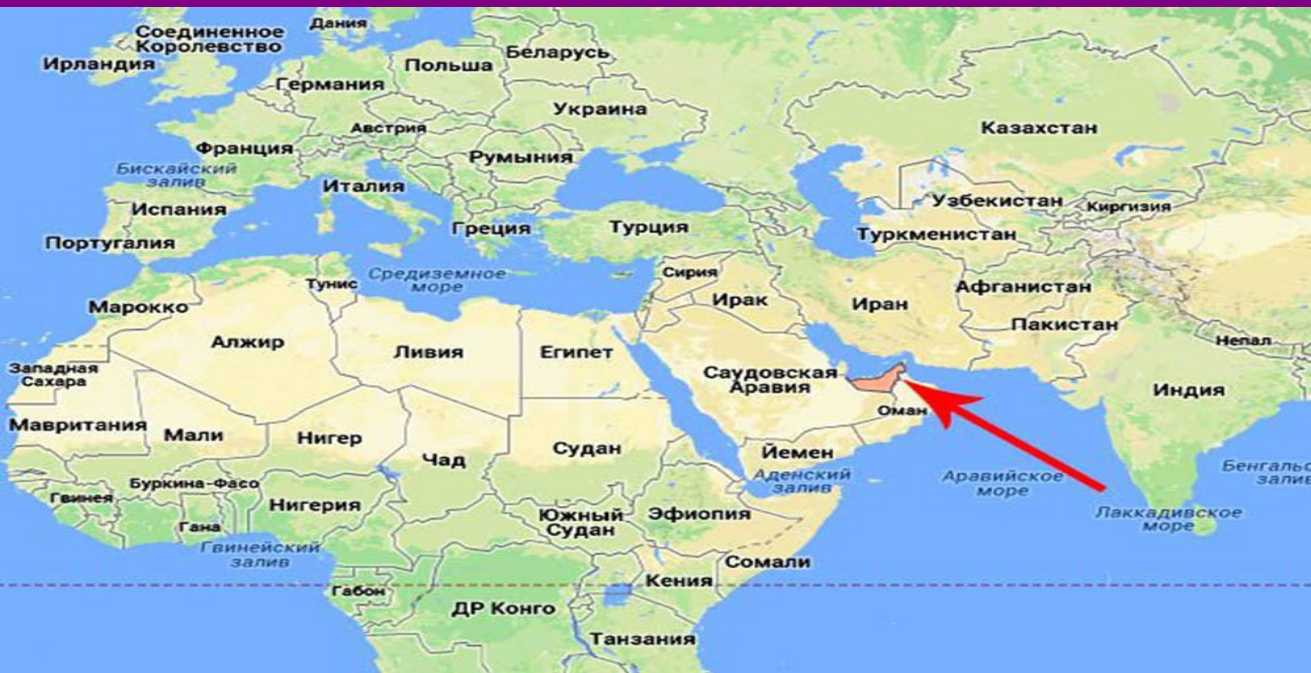 Дания
Соединенное
Королевство
Ирландия
Беларусь
Польша
Германия
Украина
Австрия
Казахстан
Франция
Румыния
Бискайский
залив
Италия
Испания
Узбекистан
Киргизия
Греция
Турция
Туркменистан
Португалия
Средиземное
море
Тунис
Сирия
Афганистан
Марокко
Ирак
Иран
Пакистан
Алжир
Ливия
Египет
Непал
Западная
Сахара
Саудовская
Аравия
Индия
Оман
Мавритания
Мали
Нигер
Судан
Чад
Йемен
Аденский
залив
Аравийское
море
Бенгальс
залив
Буркина-Фасо
Гвинея
Нигерия
Гана
Южный
Судан
Эфиопия
Лаккадивское
море
Гвинейский
залив
Сомали
Кения
Габон
ДР Конго
Танзания